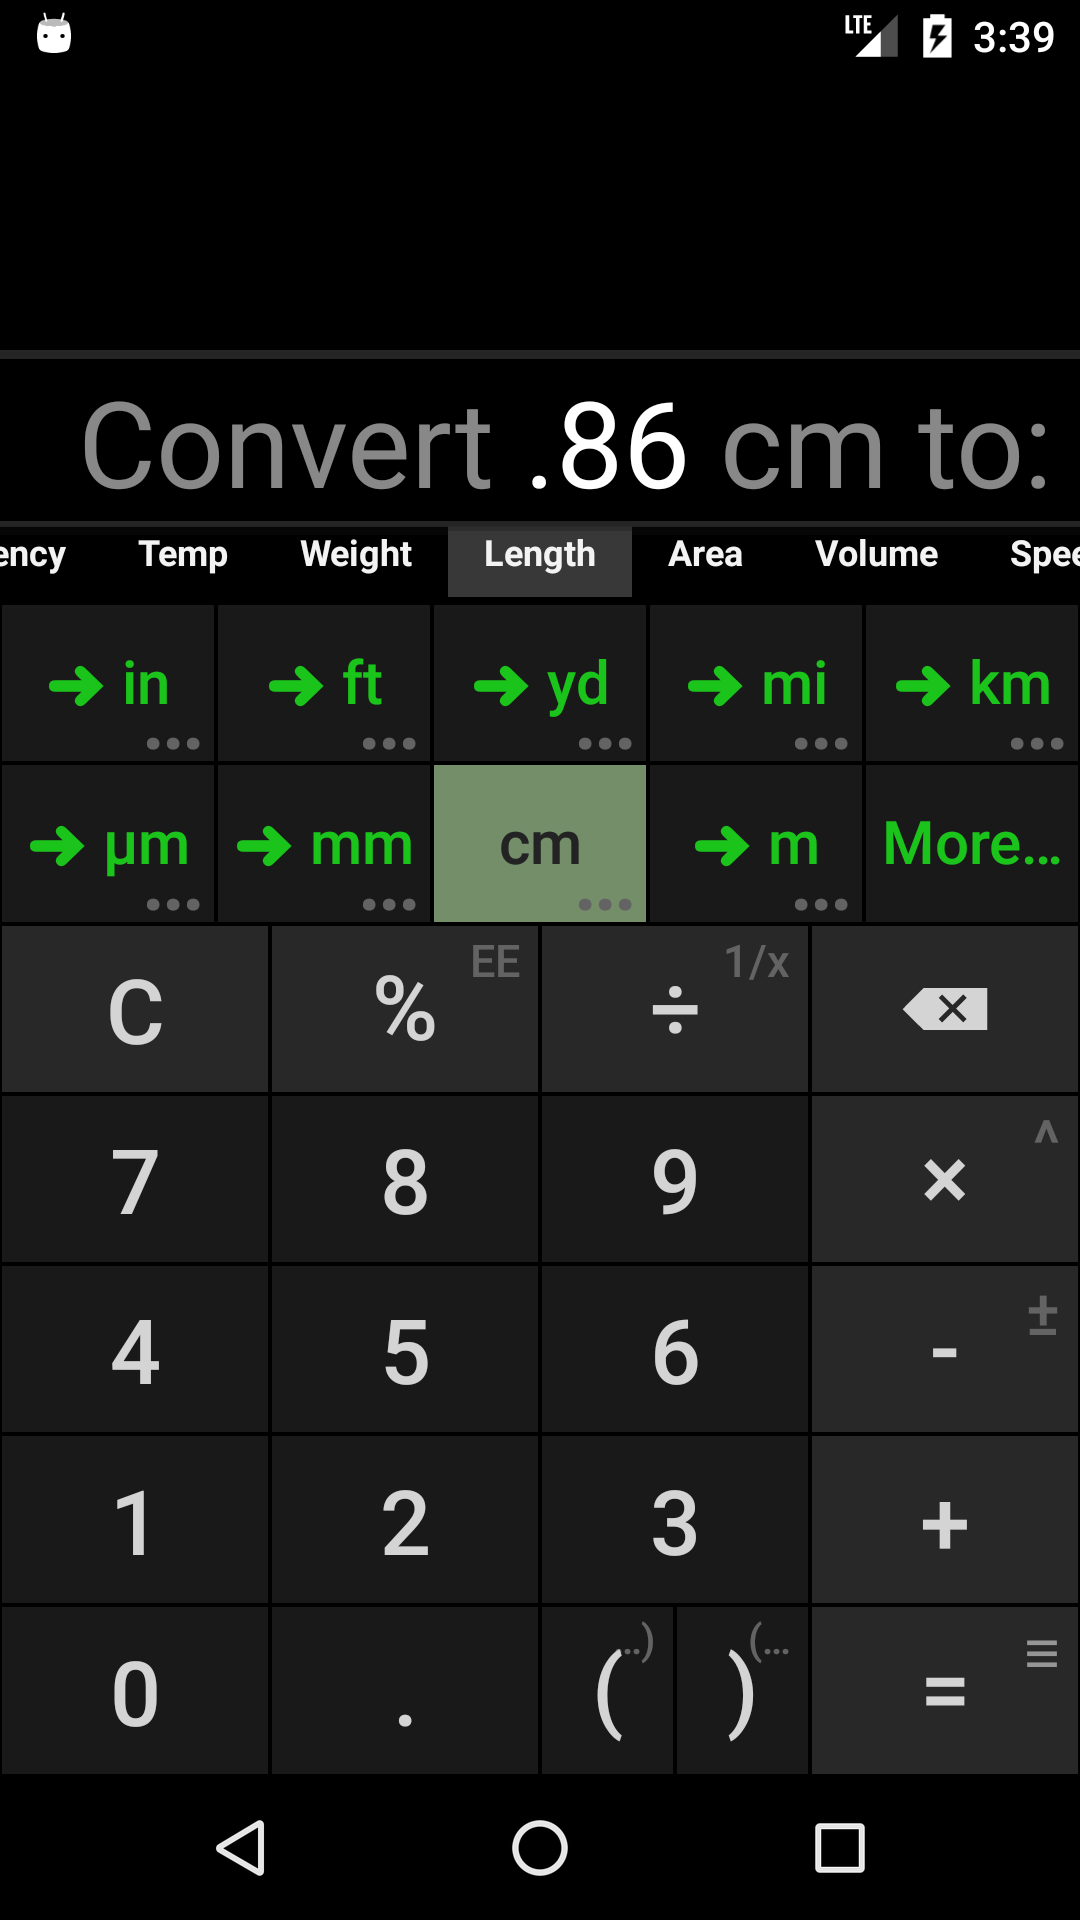 LTE 3:39
Convert .86 cm to:
ency Temp Weight Length Area Volume Spee
in ft yd mi km
µm mm cm m More...
C % EE ÷ 1/x
7 8 9 × ^
4 5 6 - ±
1 2 3 +
0 . ( ..) ) (... =